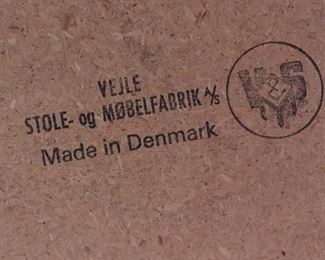 VEJLE
STOLE- og MØBELFABRIK A/S
Made in Denmark